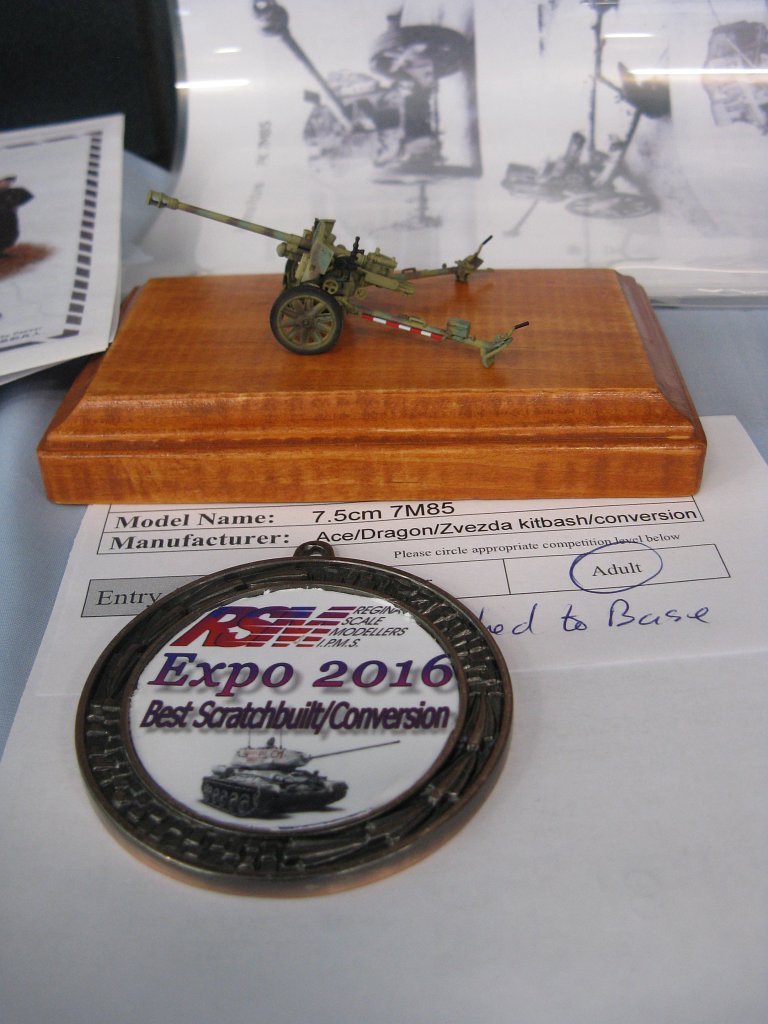 Model Name: 7.5cm 7M85
Manufacturer: Ace/Dragon/Zvezda kitbash/conversion
Please circle appropriate competition level below
Entry
Adult
to Base
RSM REGINA
SCALE
MODELLERS
I.P.M.S.
Expo 2016
Best Scratchbuilt/Conversion